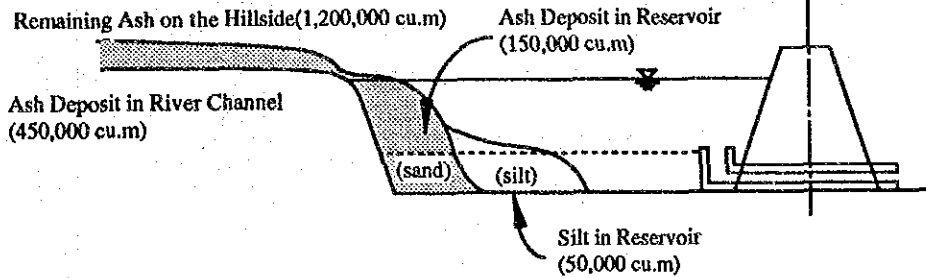 Remaining Ash on the Hillside(1,200,000 cu.m)
Ash Deposit in Reservoir
(150,000 cu.m)
Ash Deposit in River Channel
(450,000 cu.m)
(sand)
(silt)
Silt in Reservoir
(50,000 cu.m)